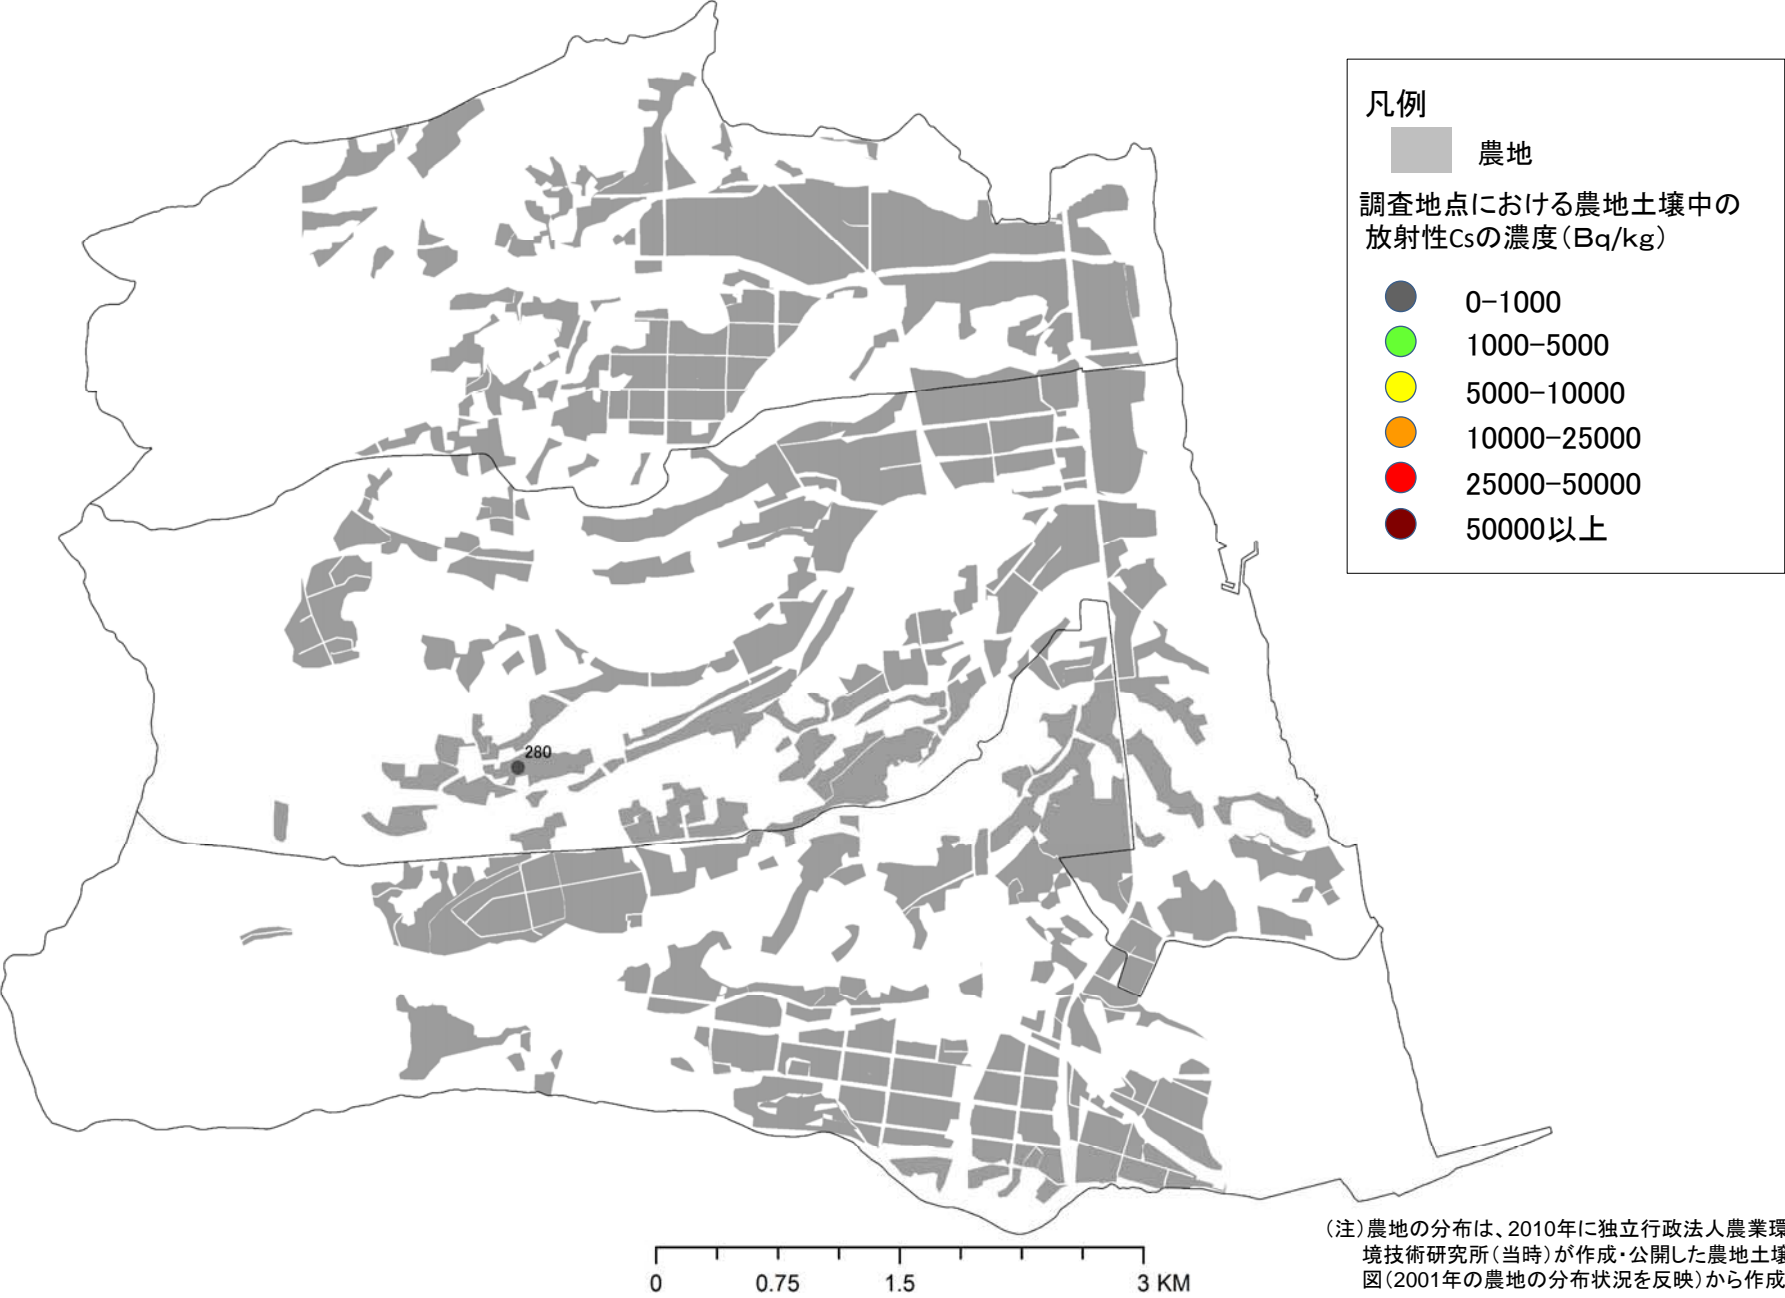 凡例
農地
調査地点における農地土壌中の
放射性Csの濃度（Bq/kg）
0-1000
1000-5000
5000-10000
10000-25000
25000-50000
50000以上
280
0 0.75 1.5 3 KM
（注）農地の分布は、2010年に独立行政法人農業環
境技術研究所（当時）が作成・公開した農地土壌
図（2001年の農地の分布状況を反映）から作成